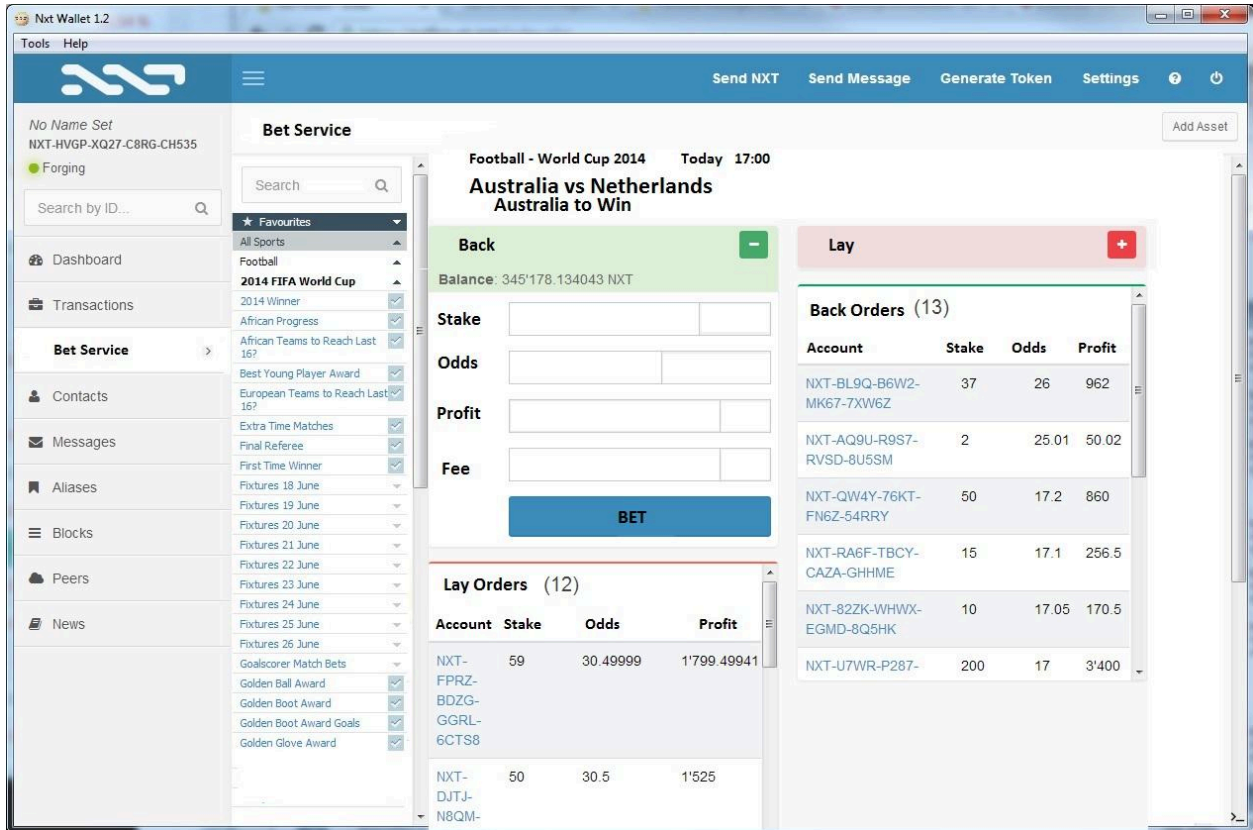 Nxt Wallet 1.2
Tools Help
NXT
Send NXT Send Message Generate Token Settings
No Name Set
NXT-HVGP-XQ27-C8RG-CH535
Forging
Search by ID...
Dashboard
Transactions
Bet Service
Contacts
Messages
Aliases
Blocks
Peers
News
Bet Service
Add Asset
Search
Favourites
All Sports
Football
2014 FIFA World Cup
2014 Winner
African Progress
African Teams to Reach Last
16?
Best Young Player Award
European Teams to Reach Last
16?
Extra Time Matches
Final Referee
First Time Winner
Fixtures 18 June
Fixtures 19 June
Fixtures 20 June
Fixtures 21 June
Fixtures 22 June
Fixtures 23 June
Fixtures 24 June
Fixtures 25 June
Fixtures 26 June
Goalscorer Match Bets
Golden Ball Award
Golden Boot Award
Golden Boot Award Goals
Golden Glove Award
Football - World Cup 2014 Today 17:00
Australia vs Netherlands
Australia to Win
Back
Balance: 345'178.134043 NXT
Stake
Odds
Profit
Fee
BET
Lay Orders (12)
Account Stake Odds Profit
NXT- 59 30.49999 1'799.49941
FPRZ-
BDZG-
GGRL-
6CTS8
NXT- 50 30.5 1'525
DJTJ-
N8QM-
Lay
Back Orders (13)
Account Stake Odds Profit
NXT-BL9Q-B6W2- 37 26 962
MK67-7XW6Z
NXT-AQ9U-R9S7- 2 25.01 50.02
RVSD-8U5SM
NXT-QW4Y-76KT- 50 17.2 860
FN6Z-54RRY
NXT-RA6F-TBCY- 15 17.1 256.5
CAZA-GHHME
NXT-82ZK-WHWX- 10 17.05 170.5
EGMD-8Q5HK
NXT-U7WR-P287- 200 17 3'400